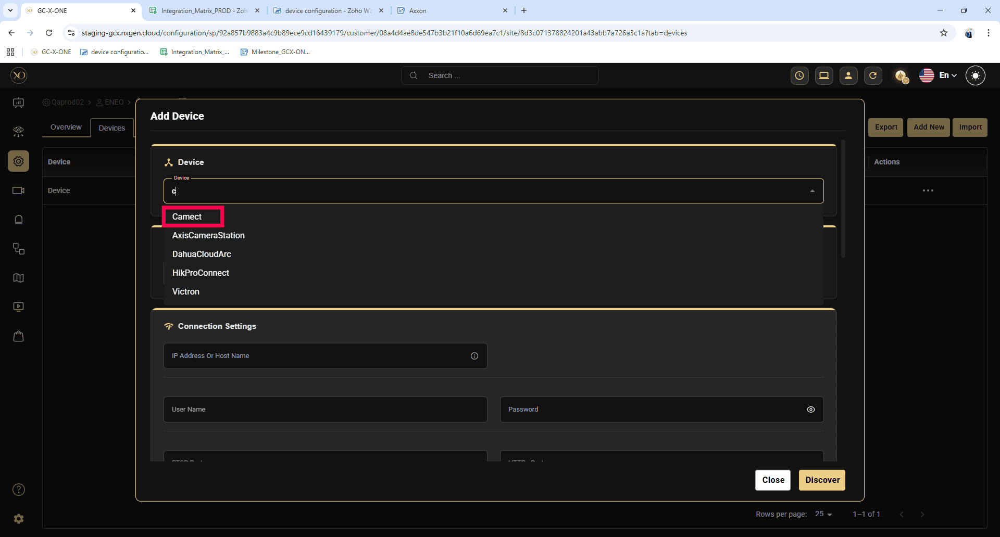 GC-X-ONE
Integration_Matrix_PROD - Zoh
device configuration - Zoho Wo
Axxon
staging-gcx.nxgen.cloud/configuration/sp/92a857b9883a4c9b89ece9cd16439179/customer/08a4d4ae8de547b3b21f10a6d69ea7c1/site/8d3c071378824201a43abb7a726a3c1a?tab=devices
GC-X-ONE
device configuratio...
Integration_Matrix_...
Milestone_GCX-ON...
XO
Search ...
En
Qaprod02
ENEO
Overview
Devices
Export
Add New
Import
Add Device
Device
Actions
Device
Device
Device
c
Camect
AxisCameraStation
DahuaCloudArc
HikProConnect
Victron
Connection Settings
IP Address Or Host Name
User Name
Password
Close
Discover
Rows per page:
25
1–1 of 1